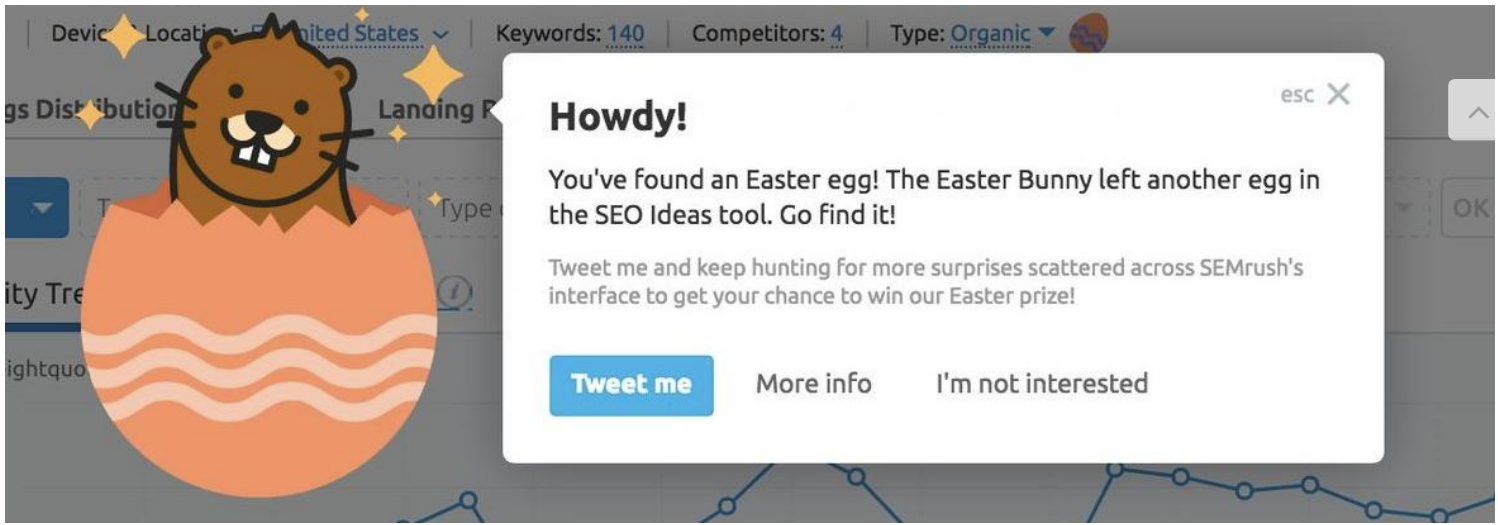 Keywords: 140 Competitors: 4 Type: Organic
Landing
esc
Howdy!
You've found an Easter egg! The Easter Bunny left another egg in
the SEO Ideas tool. Go find it!
Tweet me and keep hunting for more surprises scattered across SEMrush's
interface to get your chance to win our Easter prize!
Tweet me More info I'm not interested
Type
OK